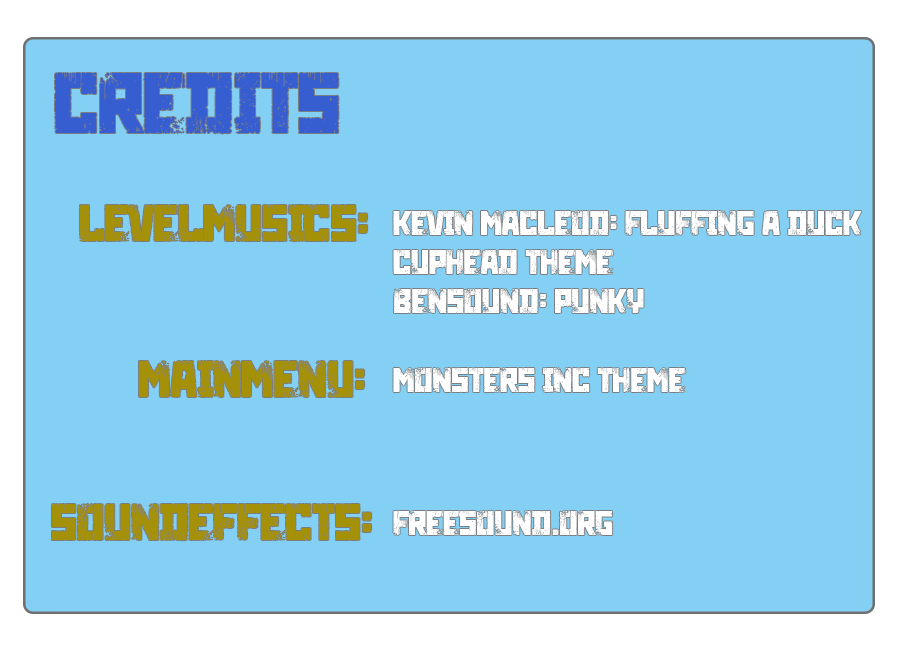 CREDITS
LEVELMUSICS: KEVIN MACLEOD: FLUFFING A DUCK
CUPHEAD THEME
BENSOUND: PUNKY
MAINMENU: MONSTERS INC THEME
SOUNDEFFECTS: FREESOUND.ORG